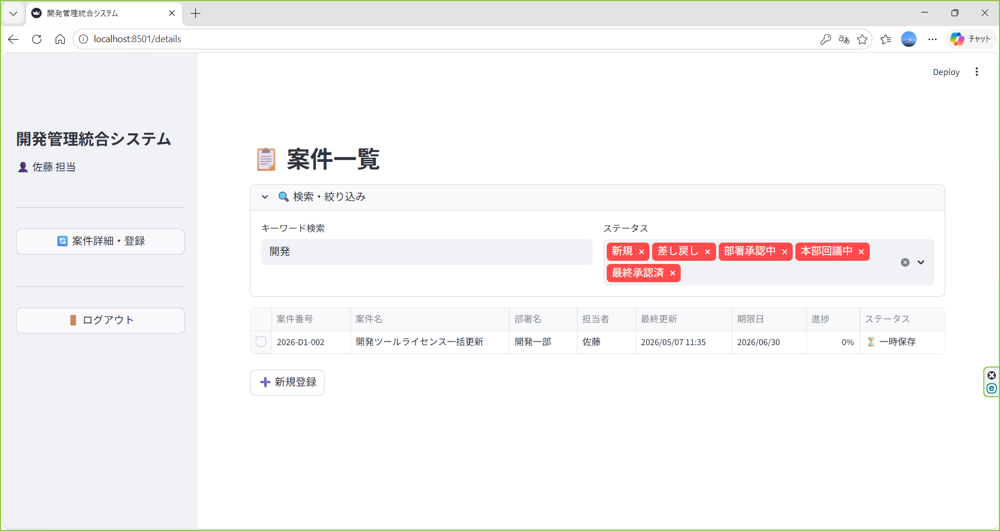 開発管理統合システム
localhost:8501/details
チャット
Deploy
開発管理統合システム
佐藤 担当
案件詳細・登録
ログアウト
案件一覧
検索・絞り込み
キーワード検索
開発
ステータス
新規 差し戻し 部署承認中 本部回議中
最終承認済
案件番号 案件名 部署名 担当者 最終更新 期限日 進捗 ステータス
2026-D1-002 開発ツールライセンス一括更新 開発一部 佐藤 2026/05/07 11:35 2026/06/30 0% 一時保存
新規登録